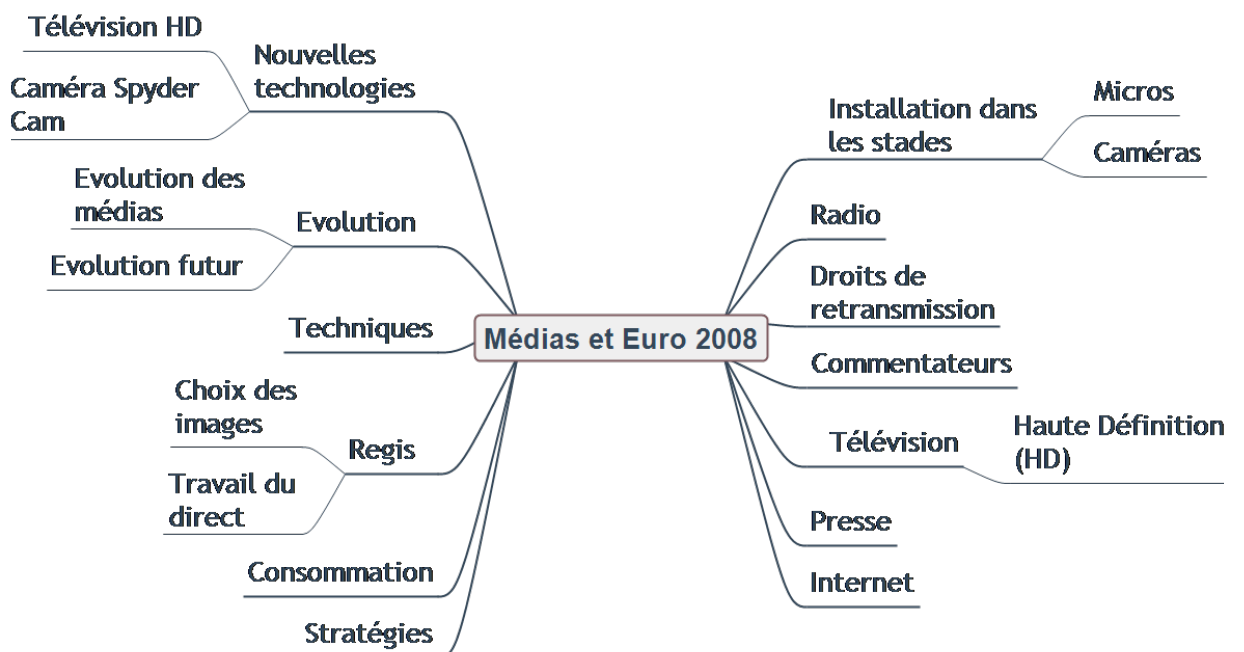 Télévision HD
Caméra Spyder
Cam
Nouvelles
technologies
Evolution des
médias
Evolution futur
Evolution
Techniques
Choix des
images
Travail du
direct
Regis
Consommation
Stratégies
Médias et Euro 2008
Installation dans
les stades
Micros
Caméras
Radio
Droits de
retransmission
Commentateurs
Télévision
Haute Définition
(HD)
Presse
Internet